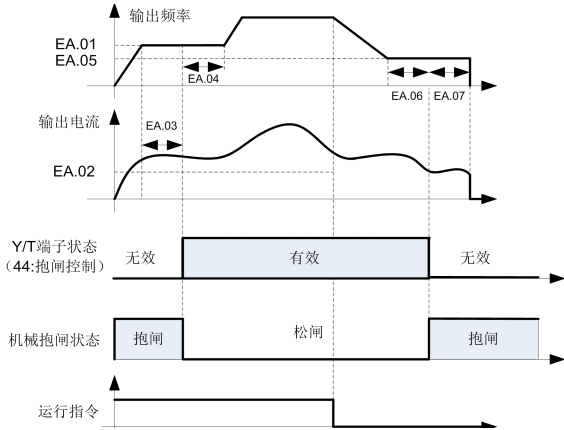 输出频率
EA.01
EA.05
EA.04
EA.06
EA.07
输出电流
EA.03
EA.02
Y/T端子状态
（44:抱闸控制）
无效
有效
无效
机械抱闸状态
抱闸
松闸
抱闸
运行指令